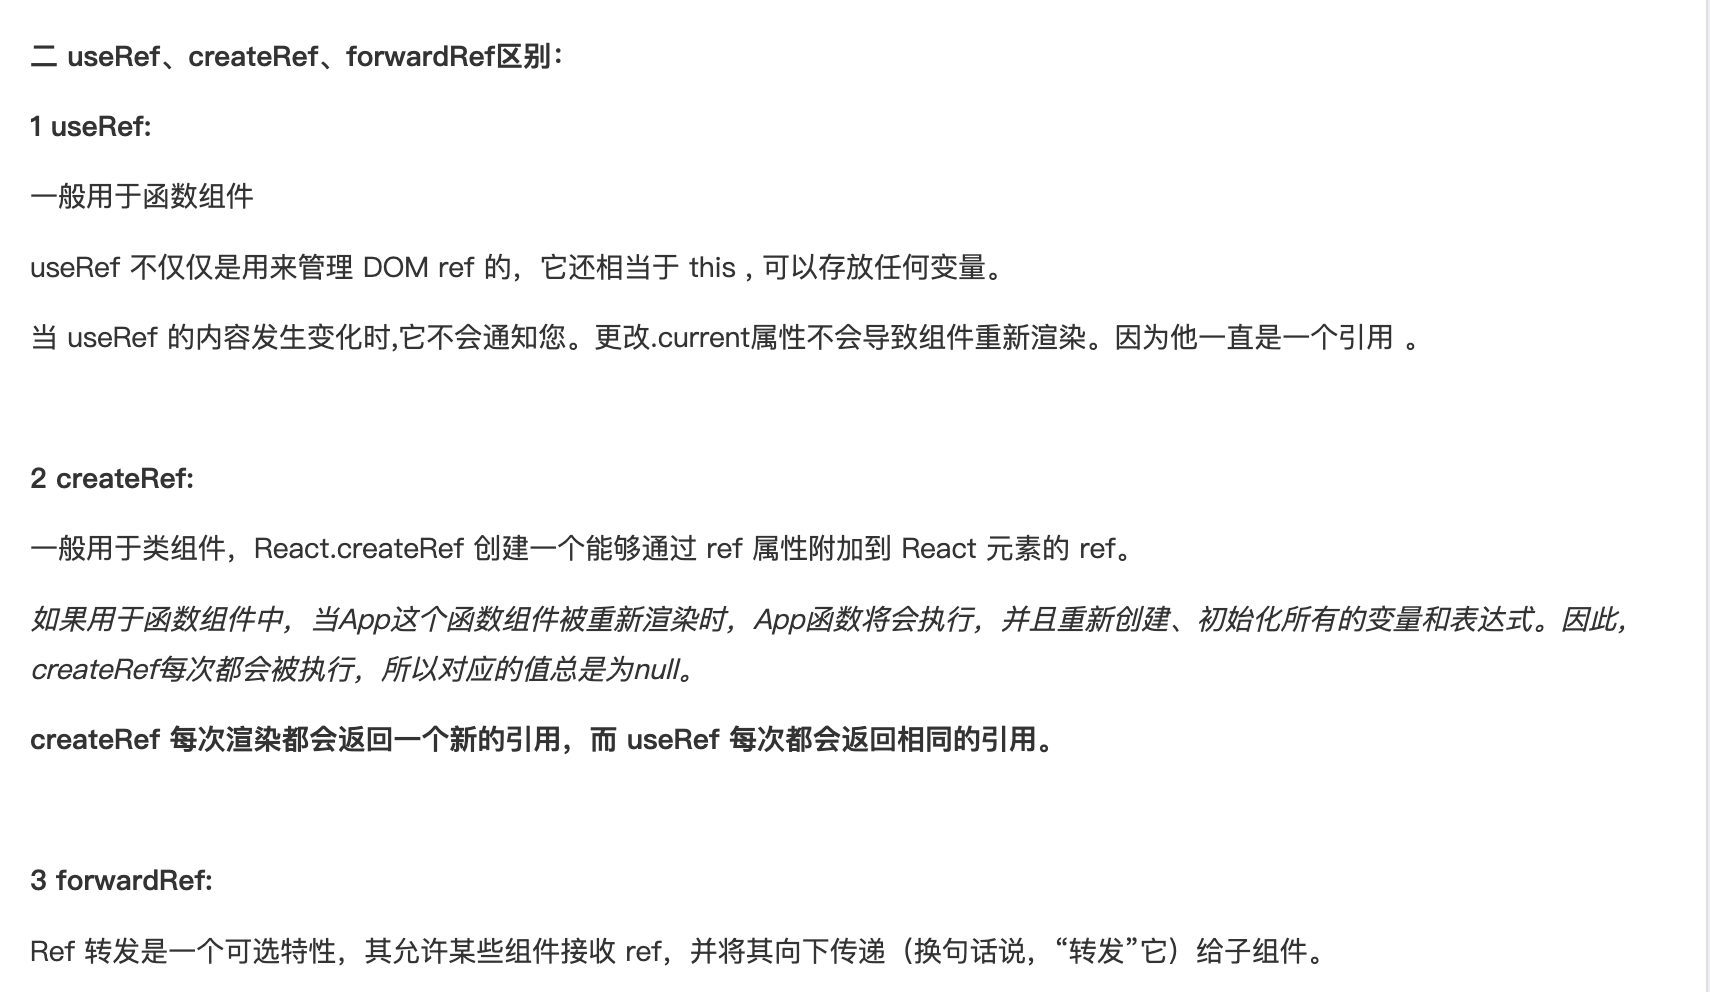 二 useRef、createRef、forwardRef区别：
1 useRef:
一般用于函数组件
useRef 不仅仅是用来管理 DOM ref 的，它还相当于 this , 可以存放任何变量。
当 useRef 的内容发生变化时,它不会通知您。更改.current属性不会导致组件重新渲染。因为他一直是一个引用 。
2 createRef:
一般用于类组件，React.createRef 创建一个能够通过 ref 属性附加到 React 元素的 ref。
如果用于函数组件中，当App这个函数组件被重新渲染时，App函数将会执行，并且重新创建、初始化所有的变量和表达式。因此，
createRef每次都会被执行，所以对应的值总是为null。
createRef 每次渲染都会返回一个新的引用，而 useRef 每次都会返回相同的引用。
3 forwardRef:
Ref 转发是一个可选特性，其允许某些组件接收 ref，并将其向下传递（换句话说，“转发”它）给子组件。